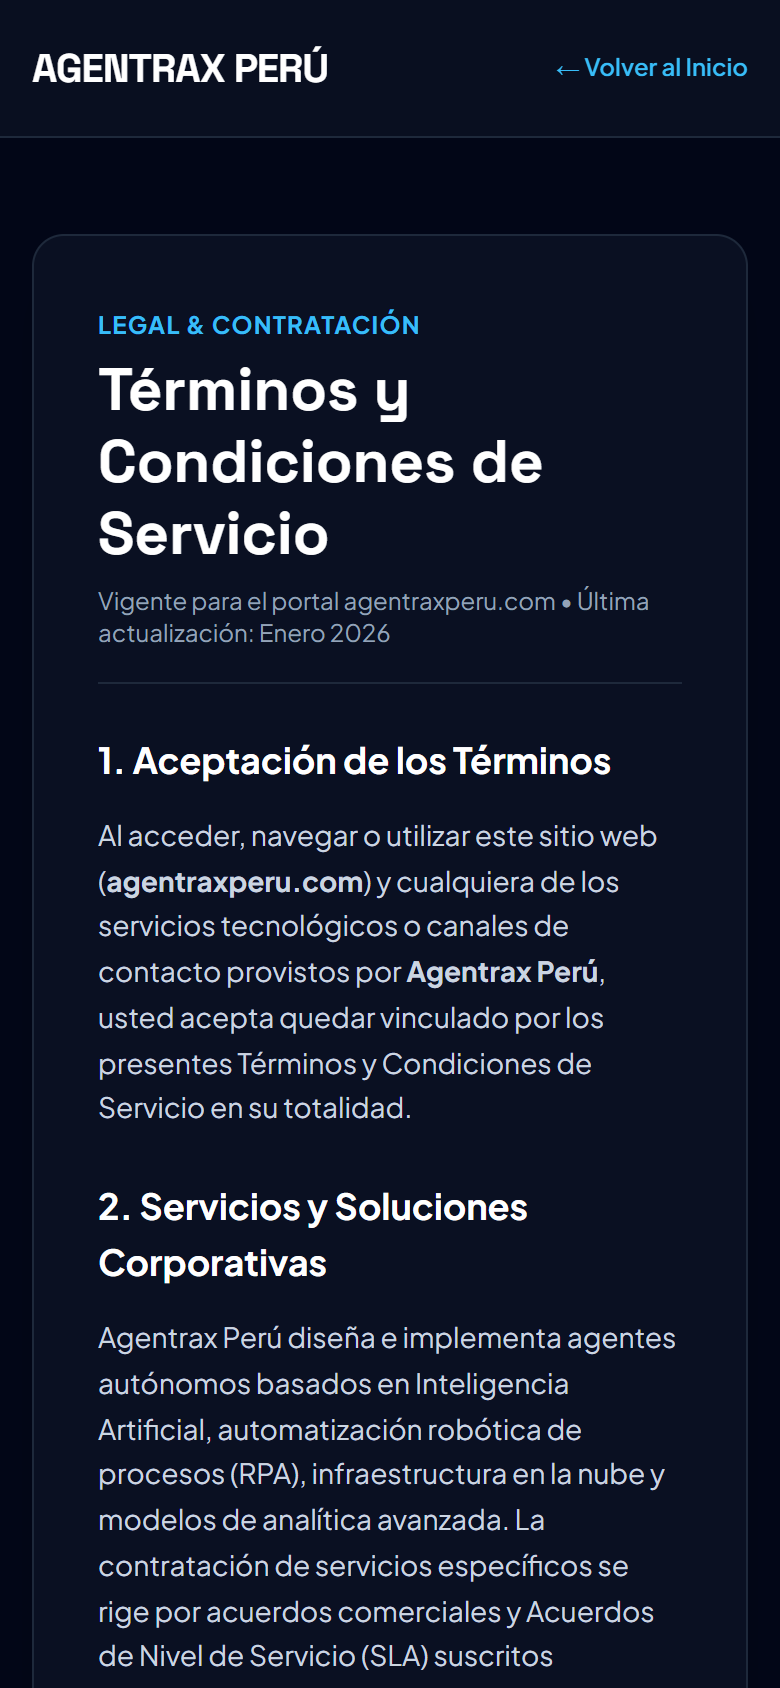 AGENTRAX PERÚ
← Volver al Inicio
LEGAL & CONTRATACIÓN
Términos y
Condiciones de
Servicio
Vigente para el portal agentraxperu.com • Última
actualización: Enero 2026
1. Aceptación de los Términos
Al acceder, navegar o utilizar este sitio web
(agentraxperu.com) y cualquiera de los
servicios tecnológicos o canales de
contacto provistos por Agentrax Perú,
usted acepta quedar vinculado por los
presentes Términos y Condiciones de
Servicio en su totalidad.
2. Servicios y Soluciones
Corporativas
Agentrax Perú diseña e implementa agentes
autónomos basados en Inteligencia
Artificial, automatización robótica de
procesos (RPA), infraestructura en la nube y
modelos de analítica avanzada. La
contratación de servicios específicos se
rige por acuerdos comerciales y Acuerdos
de Nivel de Servicio (SLA) suscritos